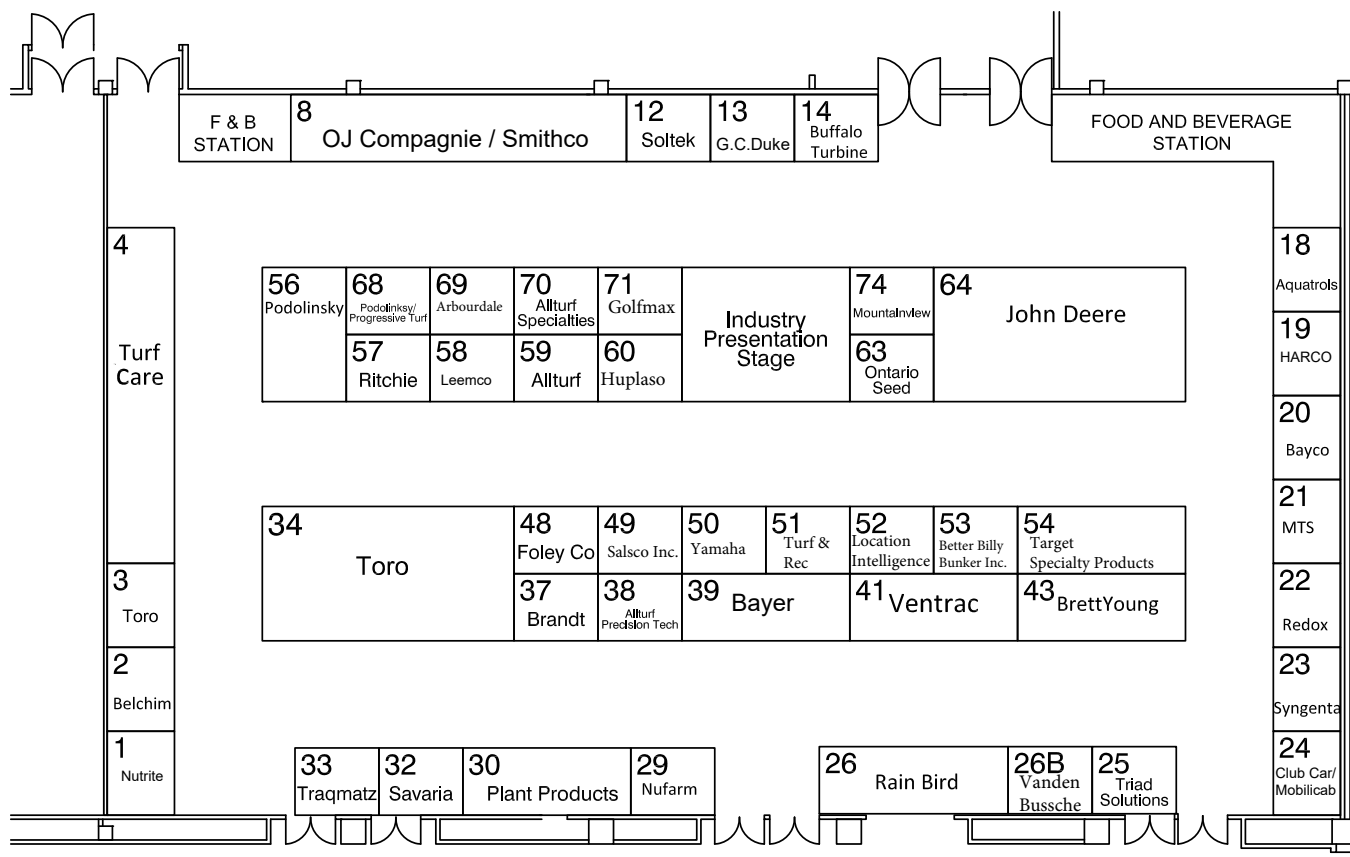 F & B
STATION
8
OJ Compagnie / Smithco
12
Soltek
13
G.C.Duke
14
Buffalo
Turbine
FOOD AND BEVERAGE
STATION
4
Turf
Care
3
Toro
2
Belchim
1
Nutrite
56
Podolinsky
68
Podolinksy/
Progressive Turf
69
Arbourdale
70
Allturf
Specialties
71
Golfmax
57
Ritchie
58
Leemco
59
Allturf
60
Huplaso
Industry
Presentation
Stage
74
Mountainview
63
Ontario
Seed
64
John Deere
18
Aquatrols
19
HARCO
20
Bayco
21
MTS
22
Redox
23
Syngenta
24
Club Car/
Mobilicab
34
Toro
48
Foley Co
49
Salsco Inc.
50
Yamaha
51
Turf &
Rec
52
Location
Intelligence
53
Better Billy
Bunker Inc.
54
Target
Specialty Products
37
Brandt
38
Allturf
Precision Tech
39
Bayer
41
Ventrac
43
BrettYoung
33
Traqmatz
32
Savaria
30
Plant Products
29
Nufarm
26
Rain Bird
26B
Vanden
Bussche
25
Triad
Solutions